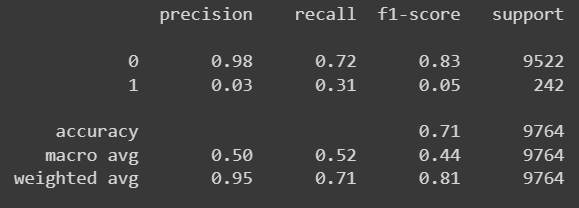 precision recall f1-score support
0 0.98 0.72 0.83 9522
1 0.03 0.31 0.05 242
accuracy 0.71 9764
macro avg 0.50 0.52 0.44 9764
weighted avg 0.95 0.71 0.81 9764